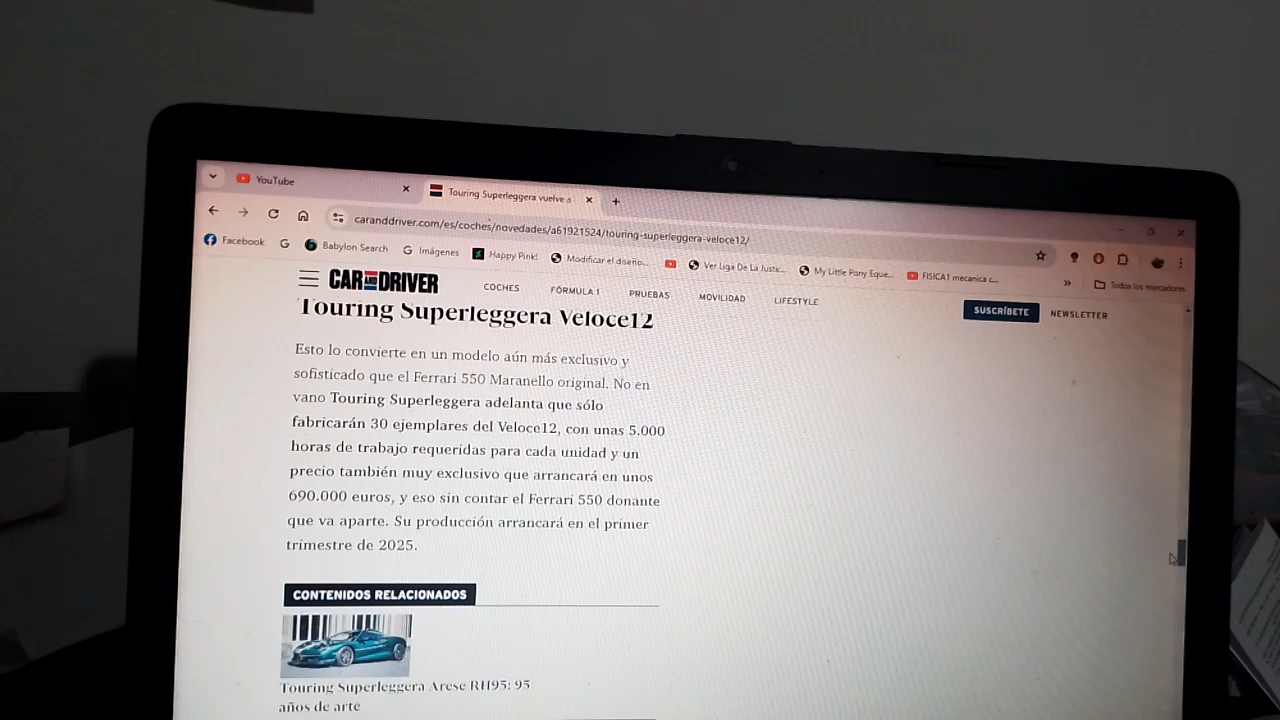 YouTube
Touring Superleggera vuelve a
caranddriver.com/es/coches/novedades/a61921524/touring-superleggera-veloce12/
Facebook
Babylon Search
Imágenes
Happy Pink!
Modificar el diseño...
Ver Liga De La Justic...
My Little Pony Eque...
FISICA1 mecanica c...
»
Todos los marcadores
CAR AND DRIVER
COCHES
FÓRMULA 1
PRUEBAS
MOVILIDAD
LIFESTYLE
SUSCRÍBETE
NEWSLETTER
Touring Superleggera Veloce12
Esto lo convierte en un modelo aún más exclusivo y
sofisticado que el Ferrari 550 Maranello original. No en
vano Touring Superleggera adelanta que sólo
fabricarán 30 ejemplares del Veloce12, con unas 5.000
horas de trabajo requeridas para cada unidad y un
precio también muy exclusivo que arrancará en unos
690.000 euros, y eso sin contar el Ferrari 550 donante
que va aparte. Su producción arrancará en el primer
trimestre de 2025.
CONTENIDOS RELACIONADOS
Touring Superleggera Arese RH95: 95
años de arte